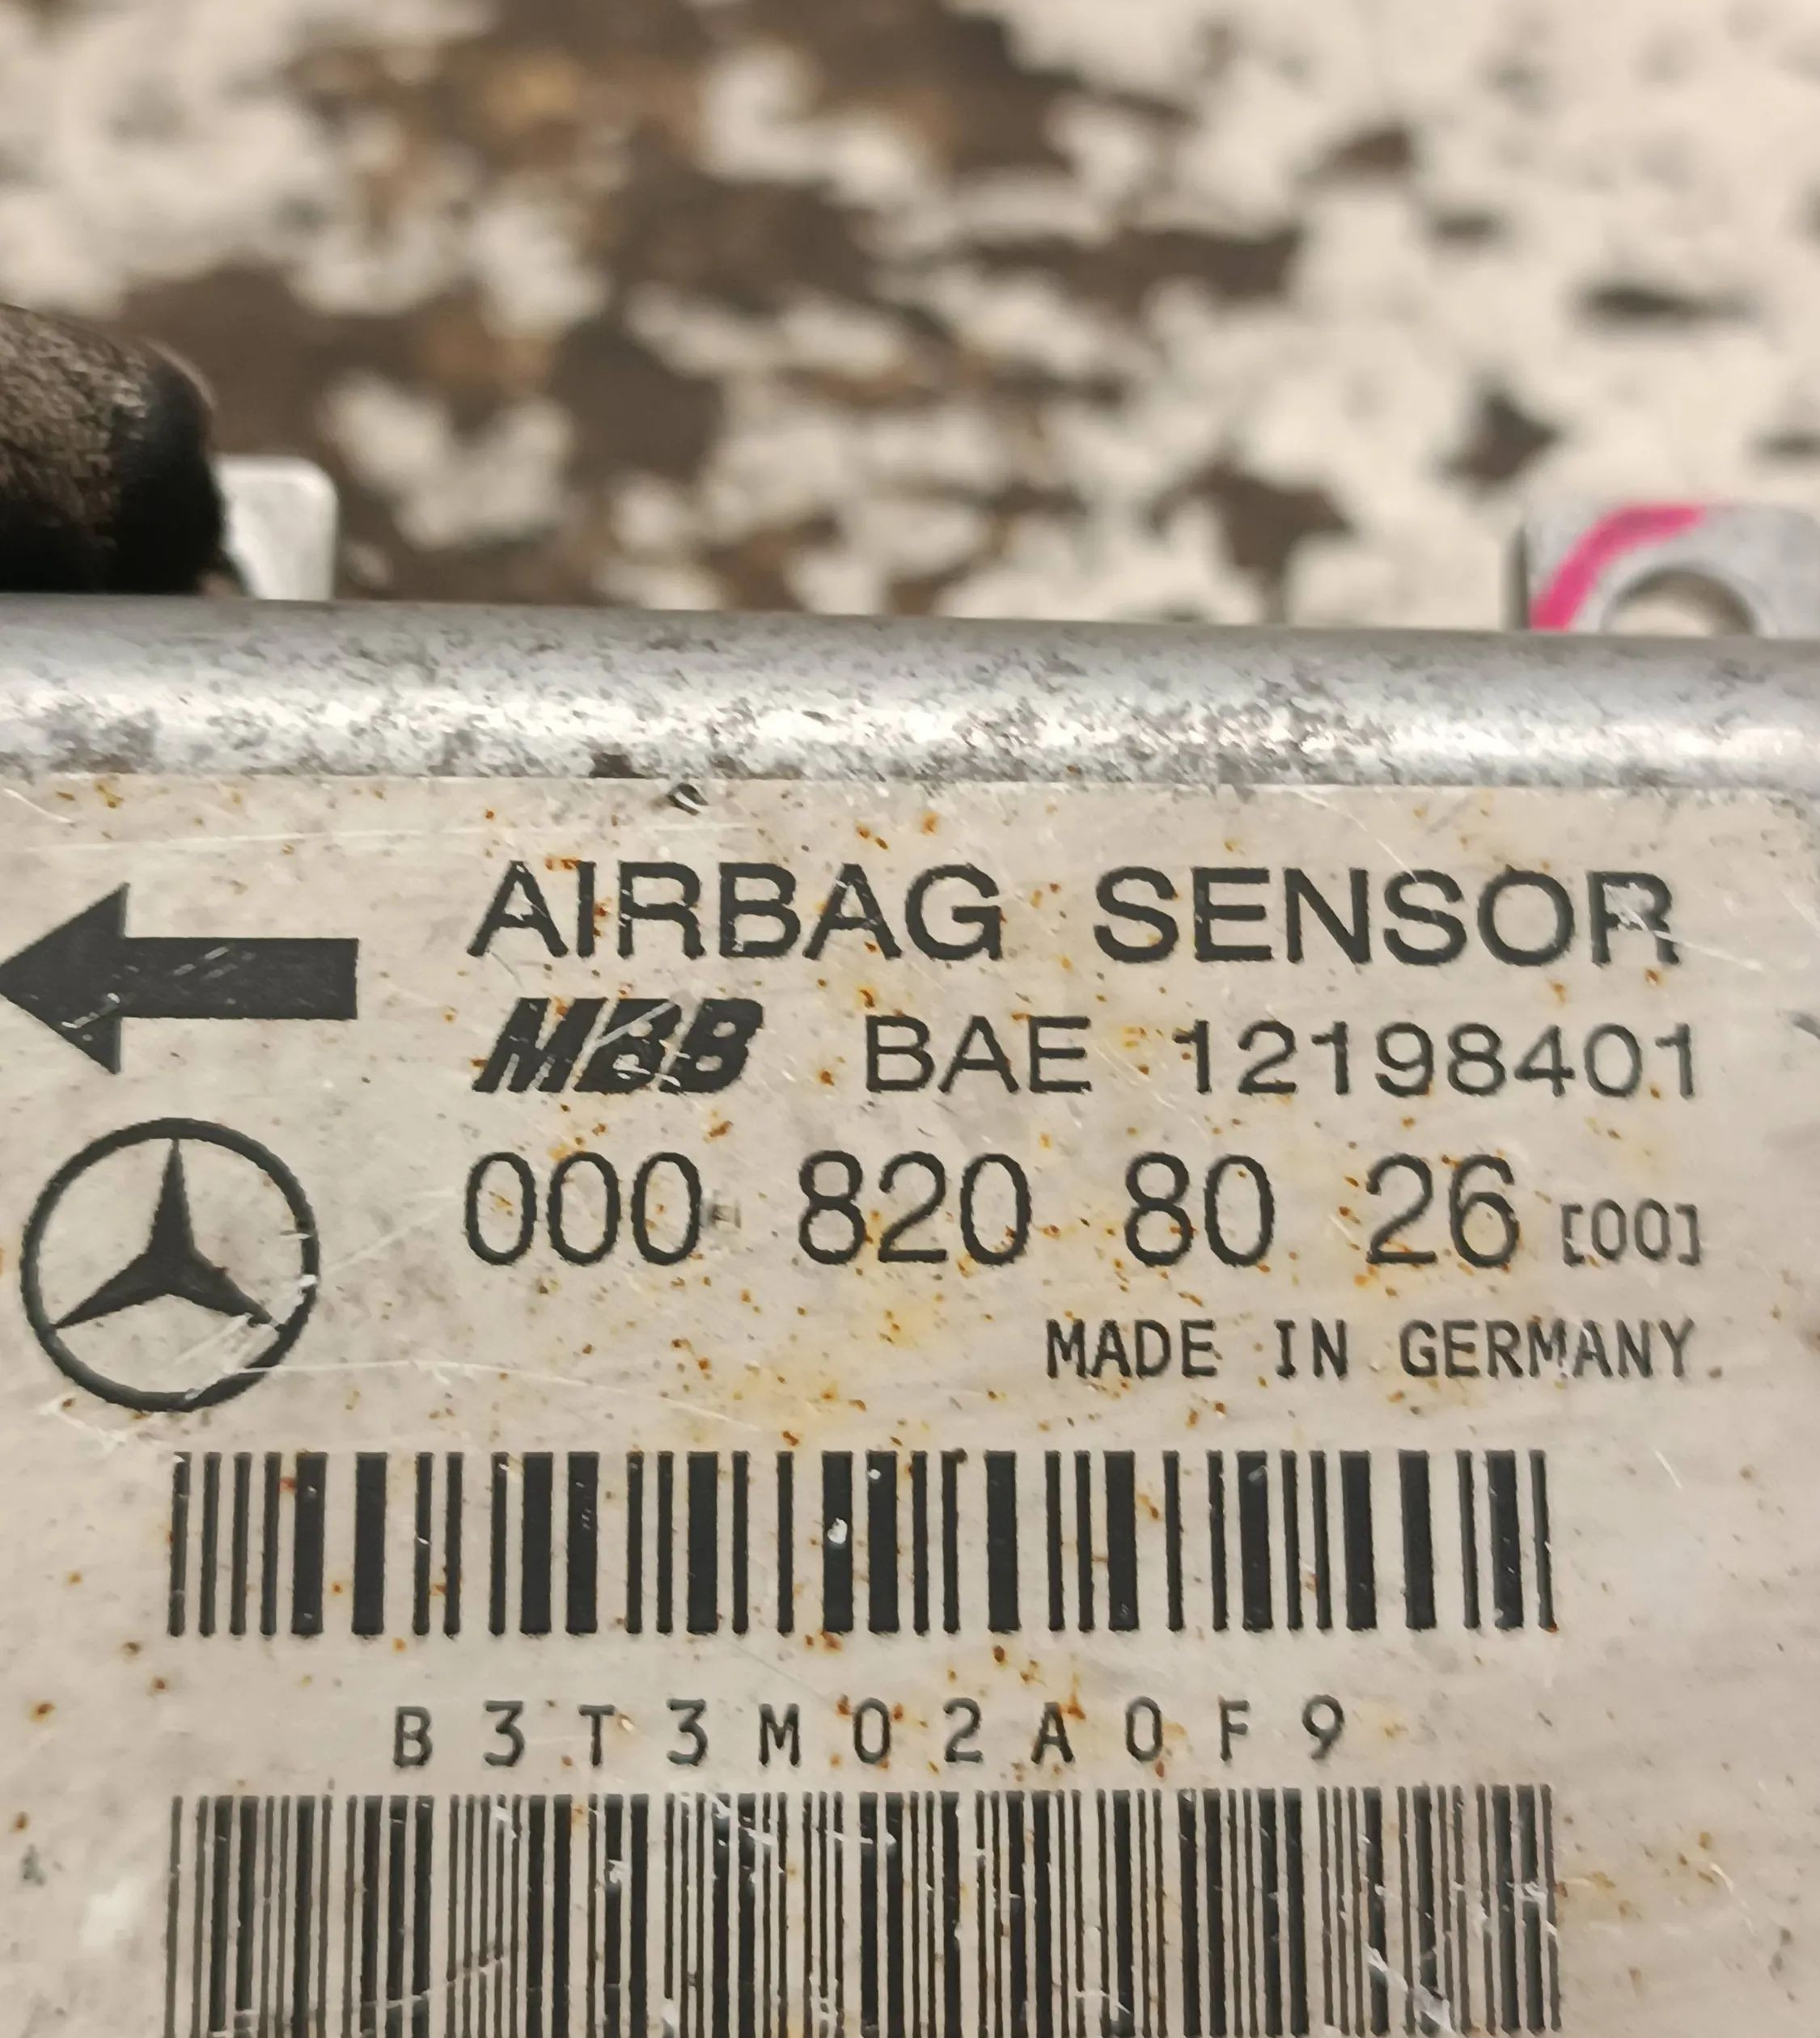 AIRBAG SENSOR
MBB BAE 12198401
000 820 80 26 [00]
MADE IN GERMANY
B3T3M02A0F9